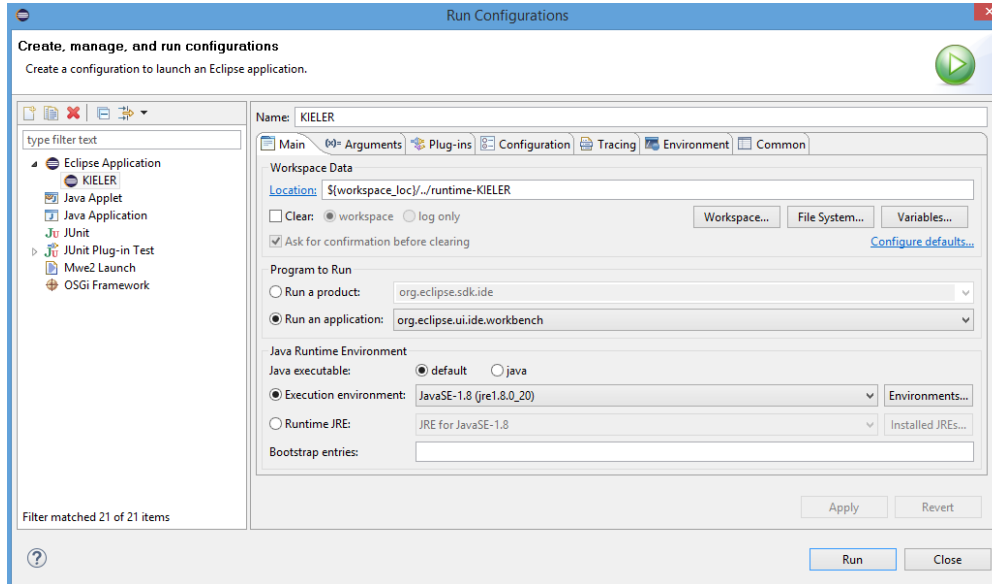 Run Configurations
Create, manage, and run configurations
Create a configuration to launch an Eclipse application.
type filter text
Eclipse Application
KIELER
Java Applet
Java Application
Ju JUnit
JUnit Plug-in Test
Mwe2 Launch
OSGi Framework
Filter matched 21 of 21 items
Name: KIELER
Main (x)= Arguments Plug-ins Configuration Tracing Environment Common
Workspace Data
Location: ${workspace_loc}/../runtime-KIELER
Clear: workspace log only Workspace... File System... Variables...
Ask for confirmation before clearing Configure defaults...
Program to Run
Run a product: org.eclipse.sdk.ide
Run an application: org.eclipse.ui.ide.workbench
Java Runtime Environment
Java executable: default java
Execution environment: JavaSE-1.8 (jre1.8.0_20) Environments...
Runtime JRE: JRE for JavaSE-1.8 Installed JREs...
Bootstrap entries:
Apply Revert
? Run Close